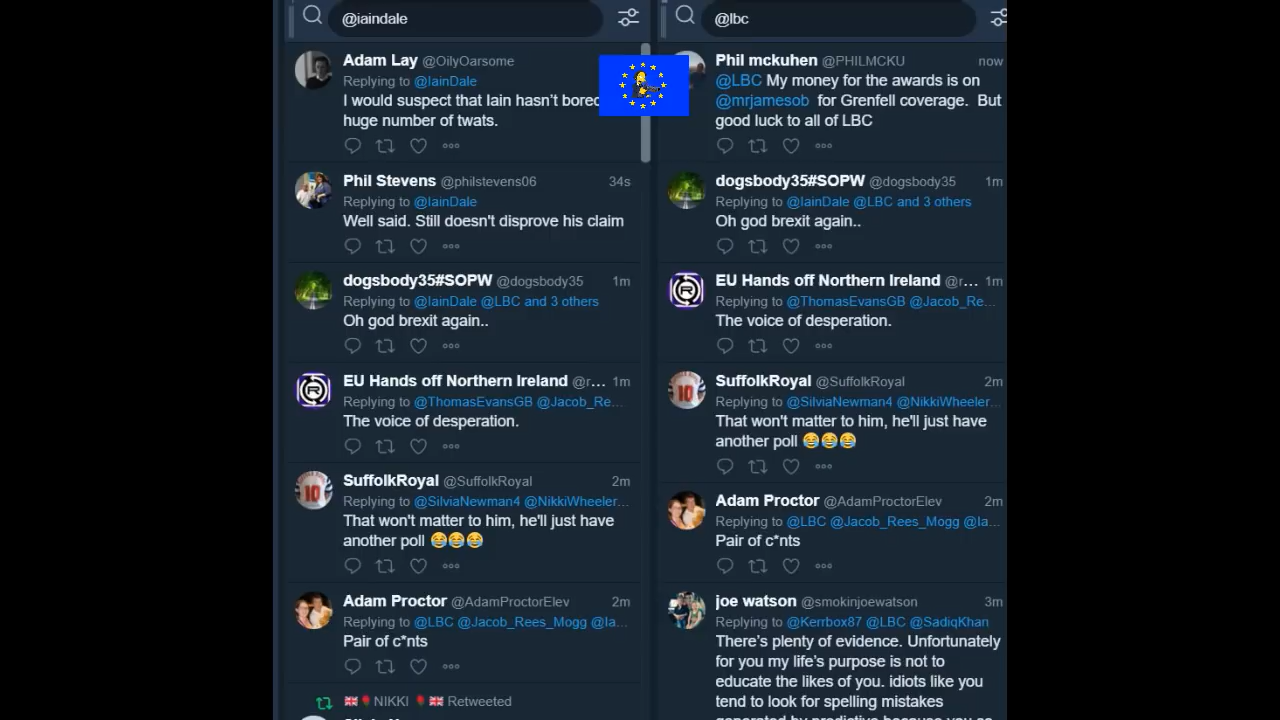 @iaindale
Adam Lay @OilyOarsome
Replying to @IainDale
I would suspect that Iain hasn’t bored
huge number of twats.
Phil Stevens @philstevens06 34s
Replying to @IainDale
Well said. Still doesn't disprove his claim
dogsbody35#SOPW @dogsbody35 1m
Replying to @IainDale @LBC and 3 others
Oh god brexit again..
EU Hands off Northern Ireland @r... 1m
Replying to @ThomasEvansGB @Jacob_Re...
The voice of desperation.
SuffolkRoyal @SuffolkRoyal 2m
Replying to @SilviaNewman4 @NikkiWheeler...
That won't matter to him, he'll just have
another poll 😂😂😂
Adam Proctor @AdamProctorElev 2m
Replying to @LBC @Jacob_Rees_Mogg @Ia...
Pair of c*nts
🇬🇧🌹NIKKI 🌹🇬🇧 Retweeted
@lbc
Phil mckuhen @PHILMCKU now
@LBC My money for the awards is on
@mrjamesob for Grenfell coverage. But
good luck to all of LBC
dogsbody35#SOPW @dogsbody35 1m
Replying to @IainDale @LBC and 3 others
Oh god brexit again..
EU Hands off Northern Ireland @r... 1m
Replying to @ThomasEvansGB @Jacob_Re...
The voice of desperation.
SuffolkRoyal @SuffolkRoyal 2m
Replying to @SilviaNewman4 @NikkiWheeler...
That won't matter to him, he'll just have
another poll 😂😂😂
Adam Proctor @AdamProctorElev 2m
Replying to @LBC @Jacob_Rees_Mogg @Ia...
Pair of c*nts
joe watson @smokinjoewatson 3m
Replying to @Kerrbox87 @LBC @SadiqKhan
There’s plenty of evidence. Unfortunately
for you my life’s purpose is not to
educate the likes of you. idiots like you
tend to look for spelling mistakes
generated by predictive because you so